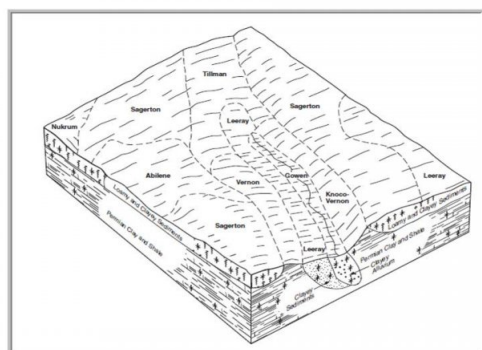 Tillman
Sagerton
Sagerton
Nukrum
Leeray
Abilene
Leeray
Vernon
Gowen
Knoco-
Vernon
Sagerton
Leeray
Loamy and Clayey Sediments
Permian Clay and Shale
Loamy and Clayey Sediments
Permian Clay and Shale
Clayey
Alluvium
Clayey
Sediments